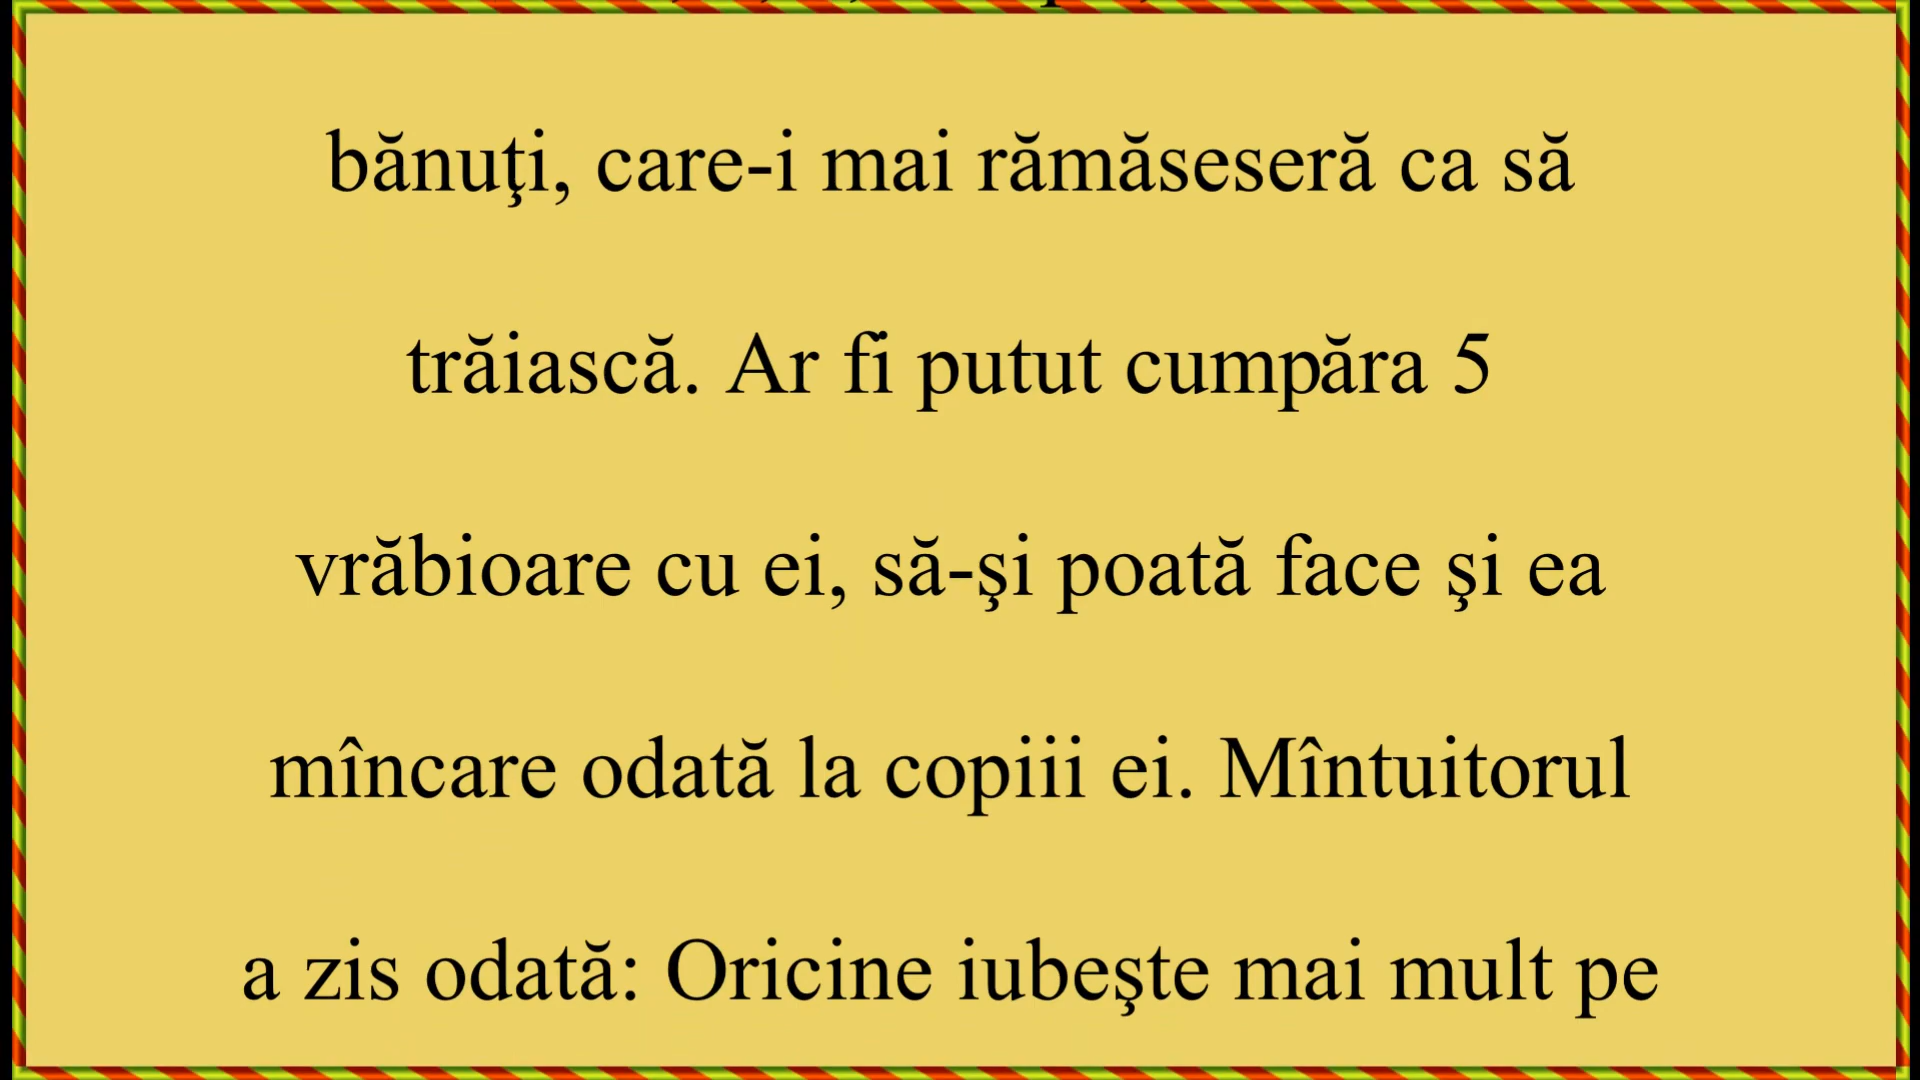 bănuţi, care-i mai rămăseseră ca să
trăiască. Ar fi putut cumpăra 5
vrăbioare cu ei, să-şi poată face şi ea
mîncare odată la copiii ei. Mîntuitorul
a zis odată: Oricine iubeşte mai mult pe